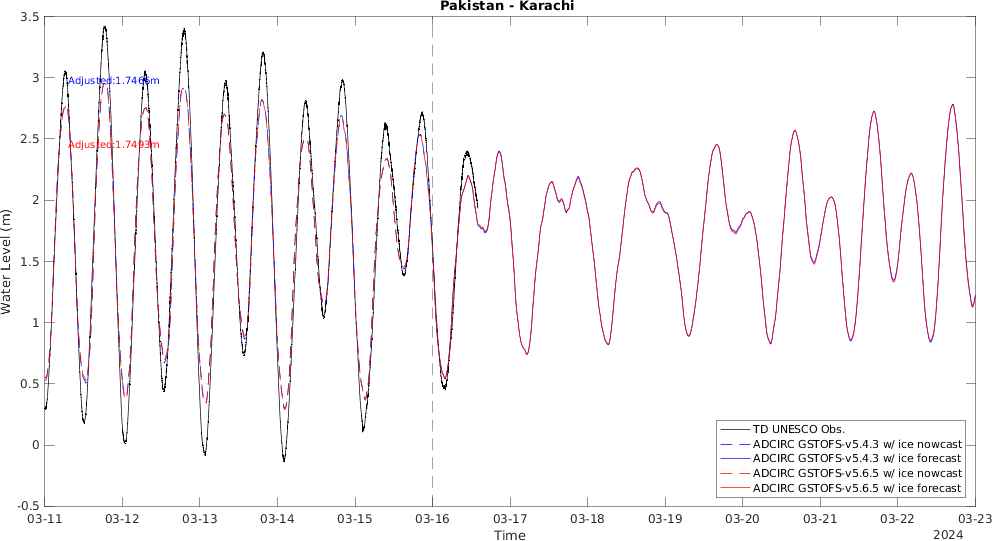 Pakistan - Karachi
3.5
3
2.5
2
1.5
1
0.5
0
-0.5
Water Level (m)
Adjusted:1.7466m
Adjusted:1.7493m
TD UNESCO Obs.
ADCIRC GSTOFS-v5.4.3 w/ ice nowcast
ADCIRC GSTOFS-v5.4.3 w/ ice forecast
ADCIRC GSTOFS-v5.6.5 w/ ice nowcast
ADCIRC GSTOFS-v5.6.5 w/ ice forecast
03-11 03-12 03-13 03-14 03-15 03-16 03-17 03-18 03-19 03-20 03-21 03-22 03-23
Time
2024